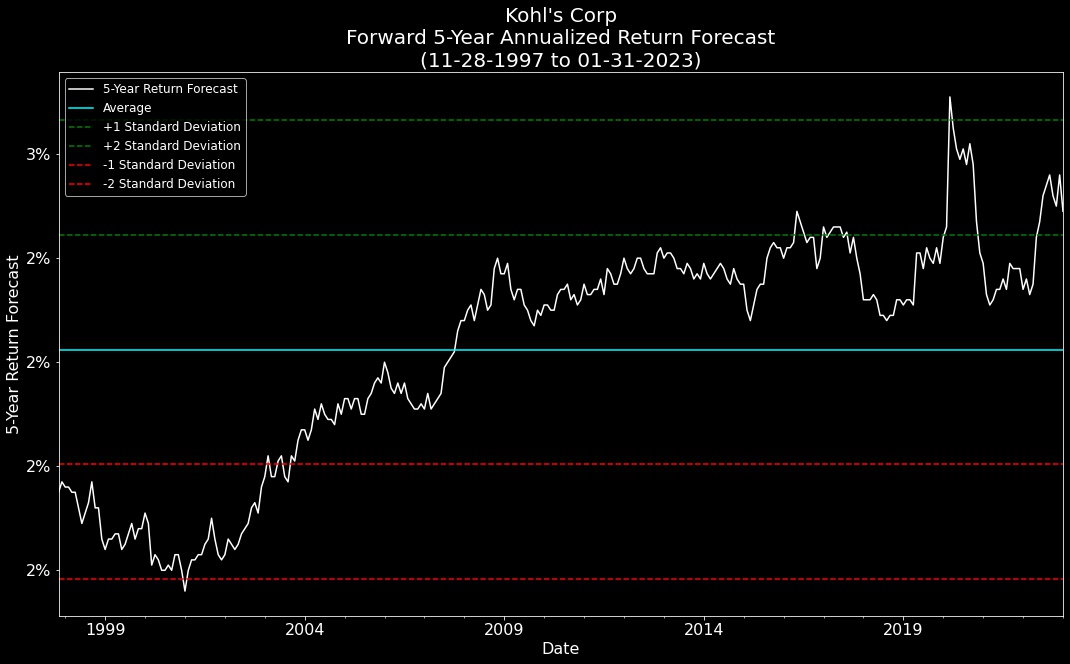 Kohl's Corp
Forward 5-Year Annualized Return Forecast
(11-28-1997 to 01-31-2023)
5-Year Return Forecast
Average
+1 Standard Deviation
+2 Standard Deviation
-1 Standard Deviation
-2 Standard Deviation
5-Year Return Forecast
3%
2%
2%
2%
2%
1999
2004
2009
2014
2019
Date